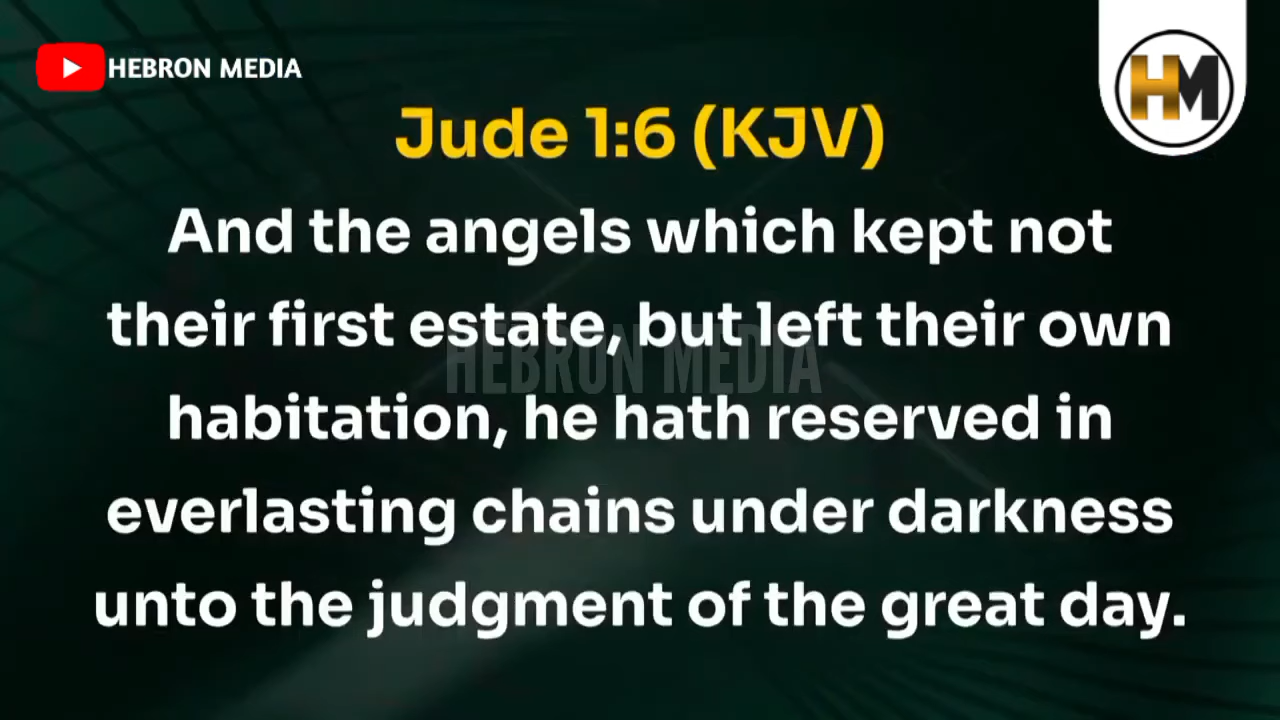 HEBRON MEDIA
HM
Jude 1:6 (KJV)
And the angels which kept not
their first estate, but left their own
HEBRON MEDIA
habitation, he hath reserved in
everlasting chains under darkness
unto the judgment of the great day.